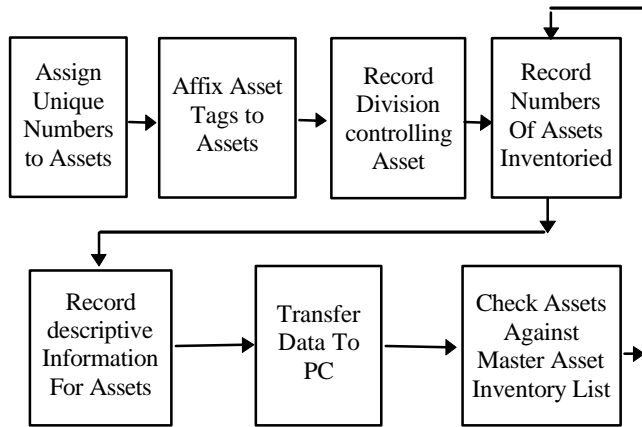 Assign
Unique
Numbers
to Assets
Affix Asset
Tags to
Assets
Record
Division
controlling
Asset
Record
Numbers
Of Assets
Inventoried
Record
descriptive
Information
For Assets
Transfer
Data To
PC
Check Assets
Against
Master Asset
Inventory List